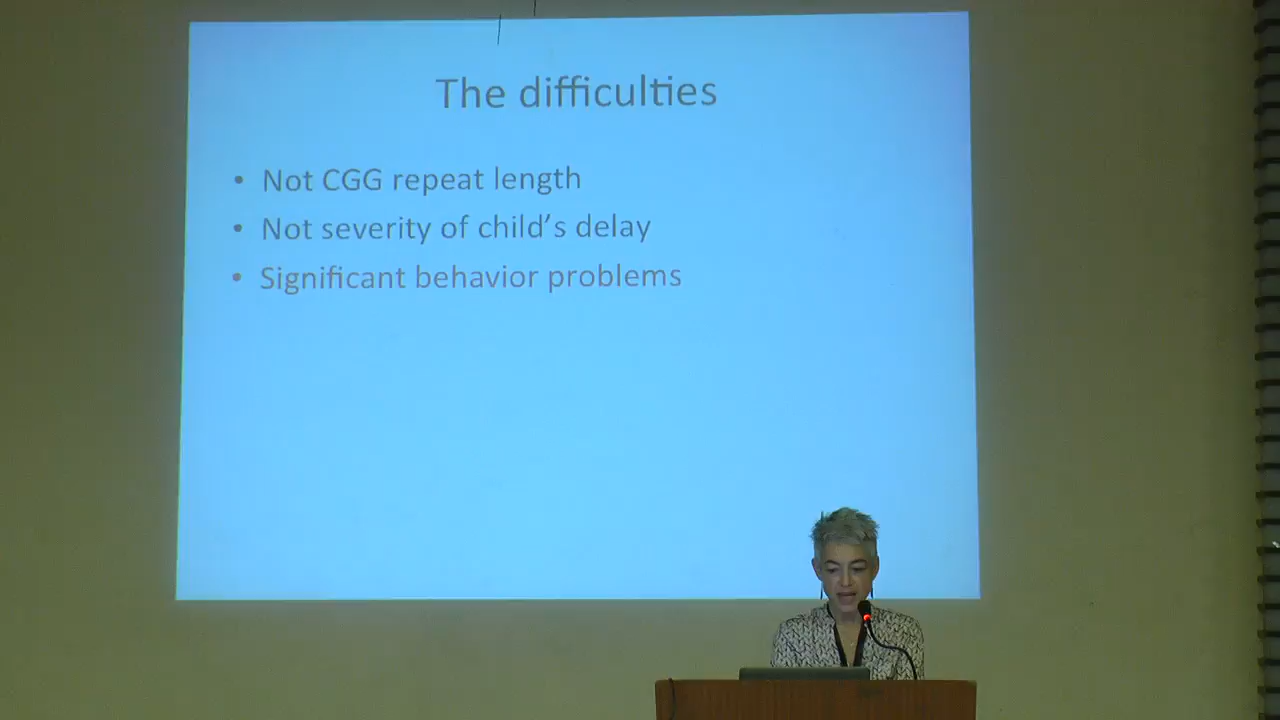 The difficulties
• Not CGG repeat length
• Not severity of child's delay
• Significant behavior problems